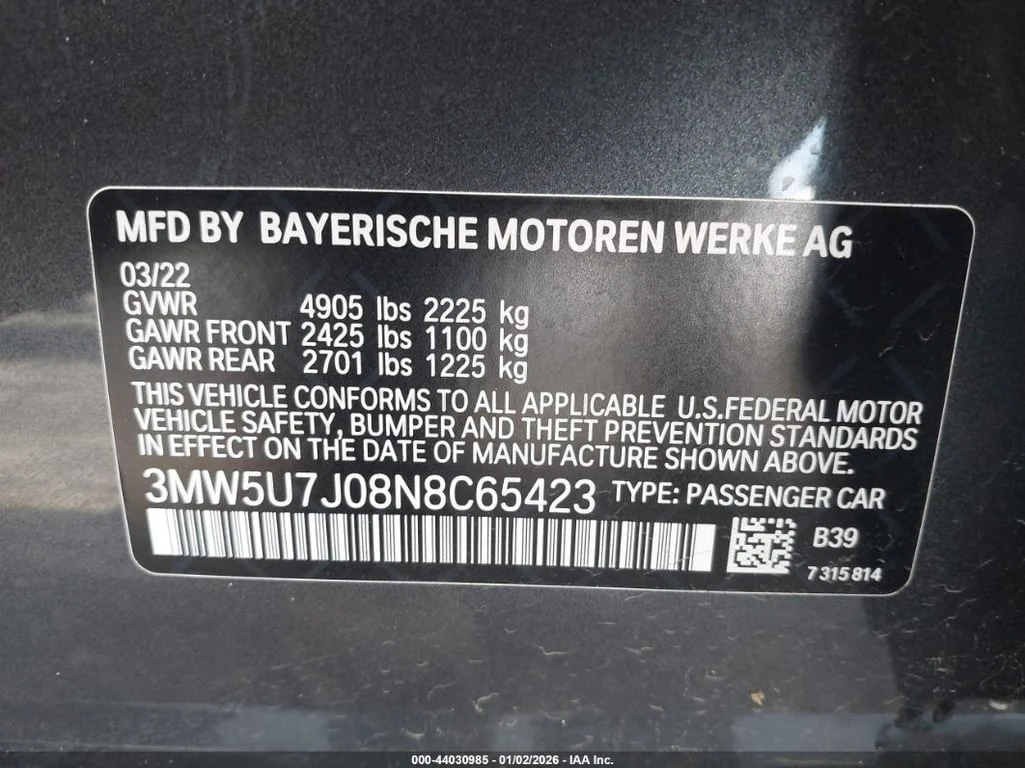 MFD BY BAYERISCHE MOTOREN WERKE AG
03/22
GVWR 4905 lbs 2225 kg
GAWR FRONT 2425 lbs 1100 kg
GAWR REAR 2701 lbs 1225 kg
THIS VEHICLE CONFORMS TO ALL APPLICABLE U.S.FEDERAL MOTOR
VEHICLE SAFETY, BUMPER AND THEFT PREVENTION STANDARDS
IN EFFECT ON THE DATE OF MANUFACTURE SHOWN ABOVE.
3MW5U7J08N8C65423 TYPE: PASSENGER CAR
B39
7315814
000-44030985 - 01/02/2026 - IAA Inc.